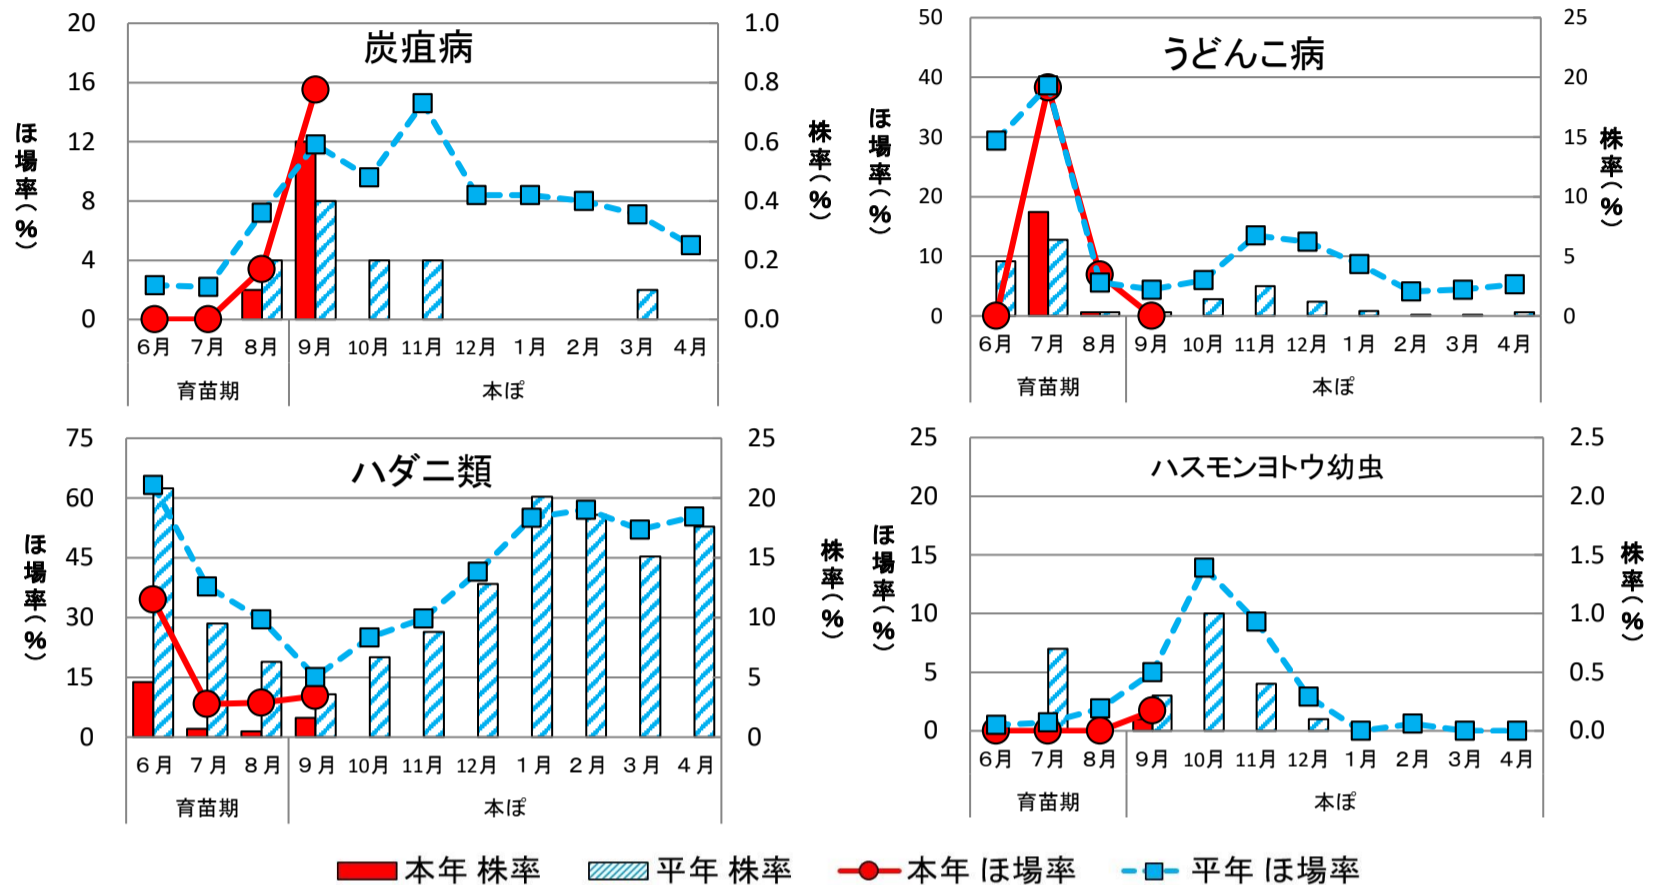 炭疽病
ほ場率(%)
20
16
12
8
4
0
株率(%)
1.0
0.8
0.6
0.4
0.2
0.0
6月 7月 8月 9月 10月 11月 12月 1月 2月 3月 4月
育苗期 本ぽ
うどんこ病
ほ場率(%)
50
40
30
20
10
0
株率(%)
25
20
15
10
5
0
6月 7月 8月 9月 10月 11月 12月 1月 2月 3月 4月
育苗期 本ぽ
ハダニ類
ほ場率(%)
75
60
45
30
15
0
株率(%)
25
20
15
10
5
0
6月 7月 8月 9月 10月 11月 12月 1月 2月 3月 4月
育苗期 本ぽ
ハスモンヨトウ幼虫
ほ場率(%)
25
20
15
10
5
0
株率(%)
2.5
2.0
1.5
1.0
0.5
0.0
6月 7月 8月 9月 10月 11月 12月 1月 2月 3月 4月
育苗期 本ぽ
本年 株率 平年 株率 本年 ほ場率 平年 ほ場率